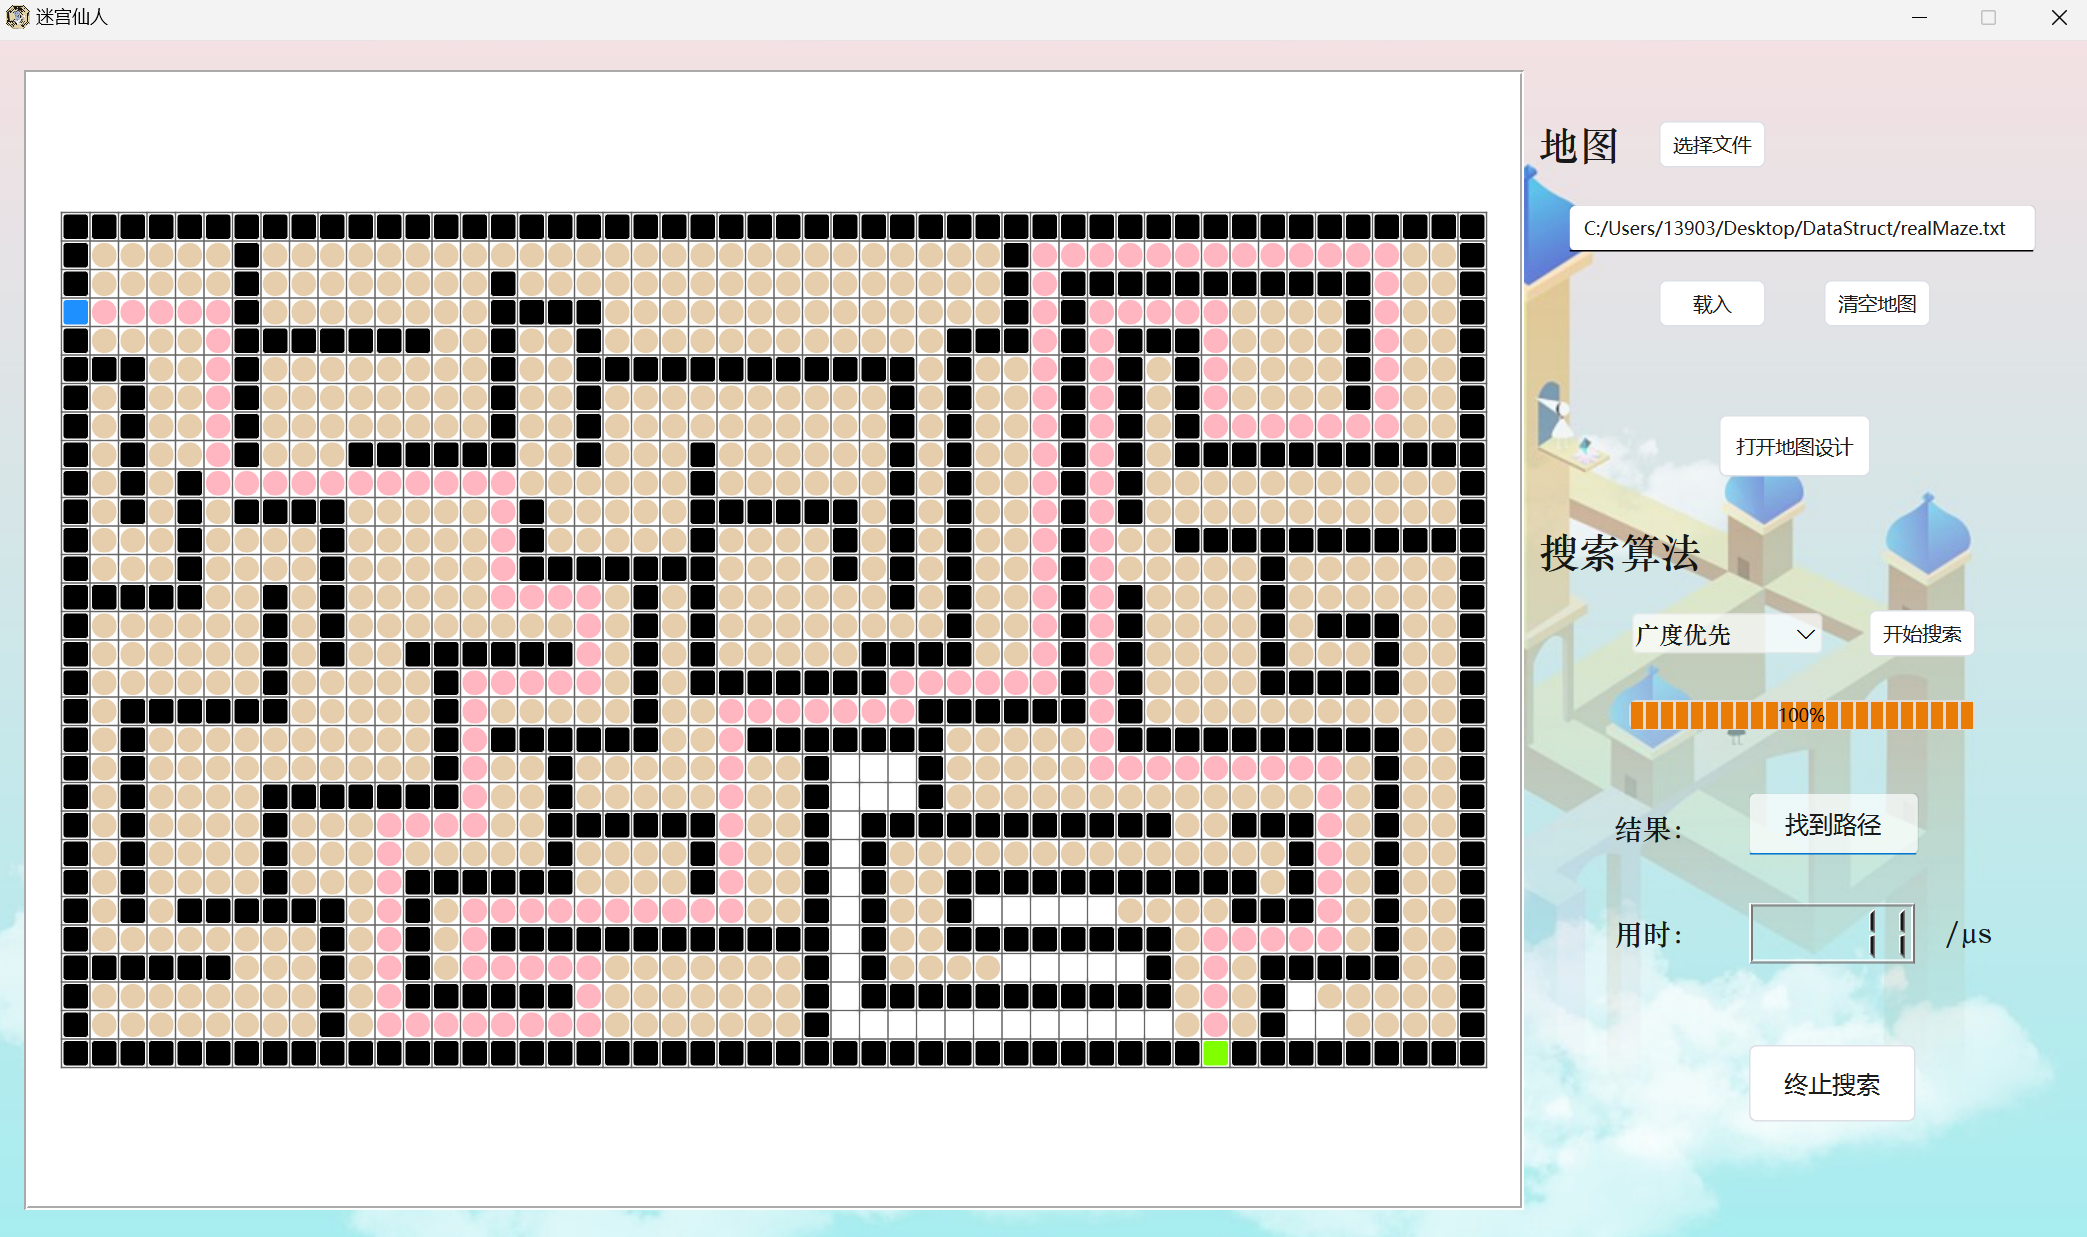 迷宫仙人
地图
选择文件
C:/Users/13903/Desktop/DataStruct/realMaze.txt
载入
清空地图
打开地图设计
搜索算法
广度优先
开始搜索
100%
结果：
找到路径
用时：
11
/μs
终止搜索